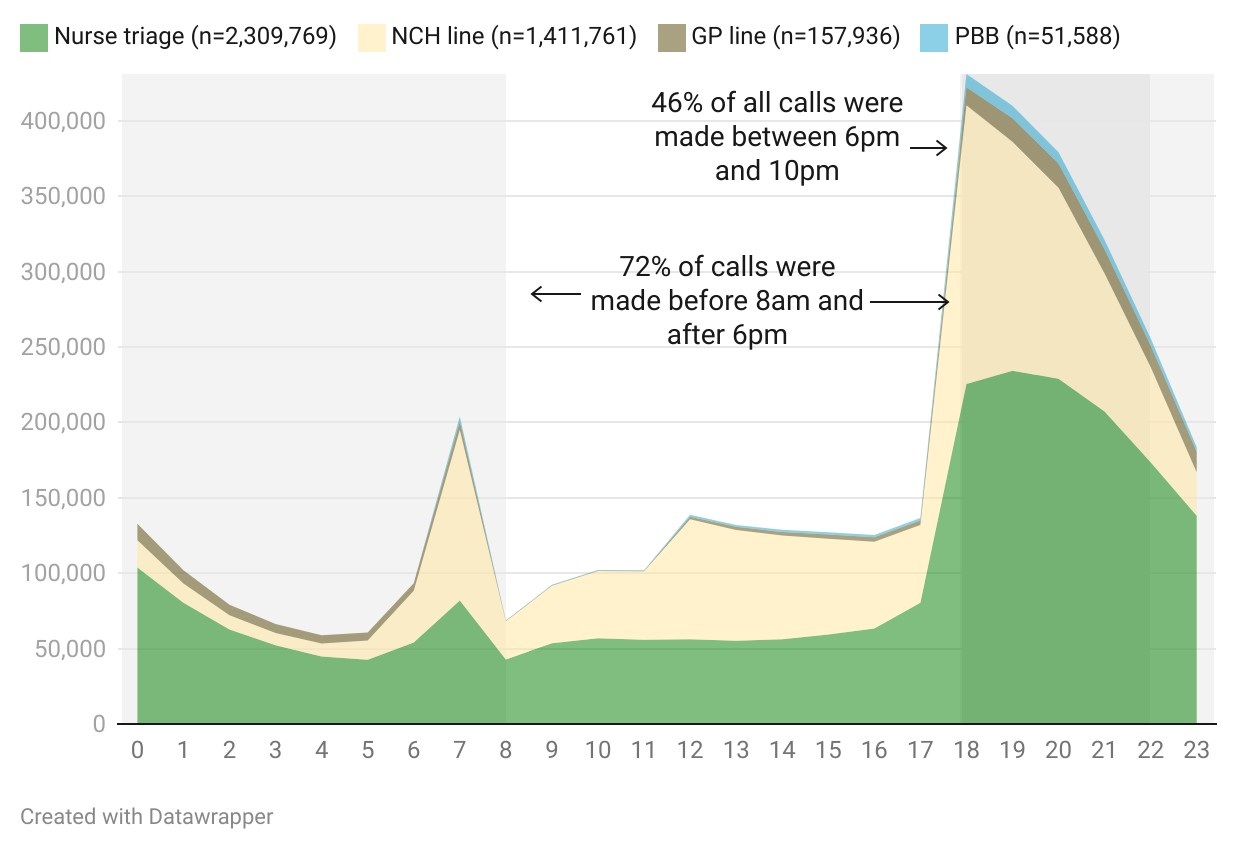 Nurse triage (n=2,309,769) NCH line (n=1,411,761) GP line (n=157,936) PBB (n=51,588)
46% of all calls were
made between 6pm
and 10pm
72% of calls were
made before 8am and
after 6pm
400,000
350,000
300,000
250,000
200,000
150,000
100,000
50,000
0
0 1 2 3 4 5 6 7 8 9 10 11 12 13 14 15 16 17 18 19 20 21 22 23
Created with Datawrapper